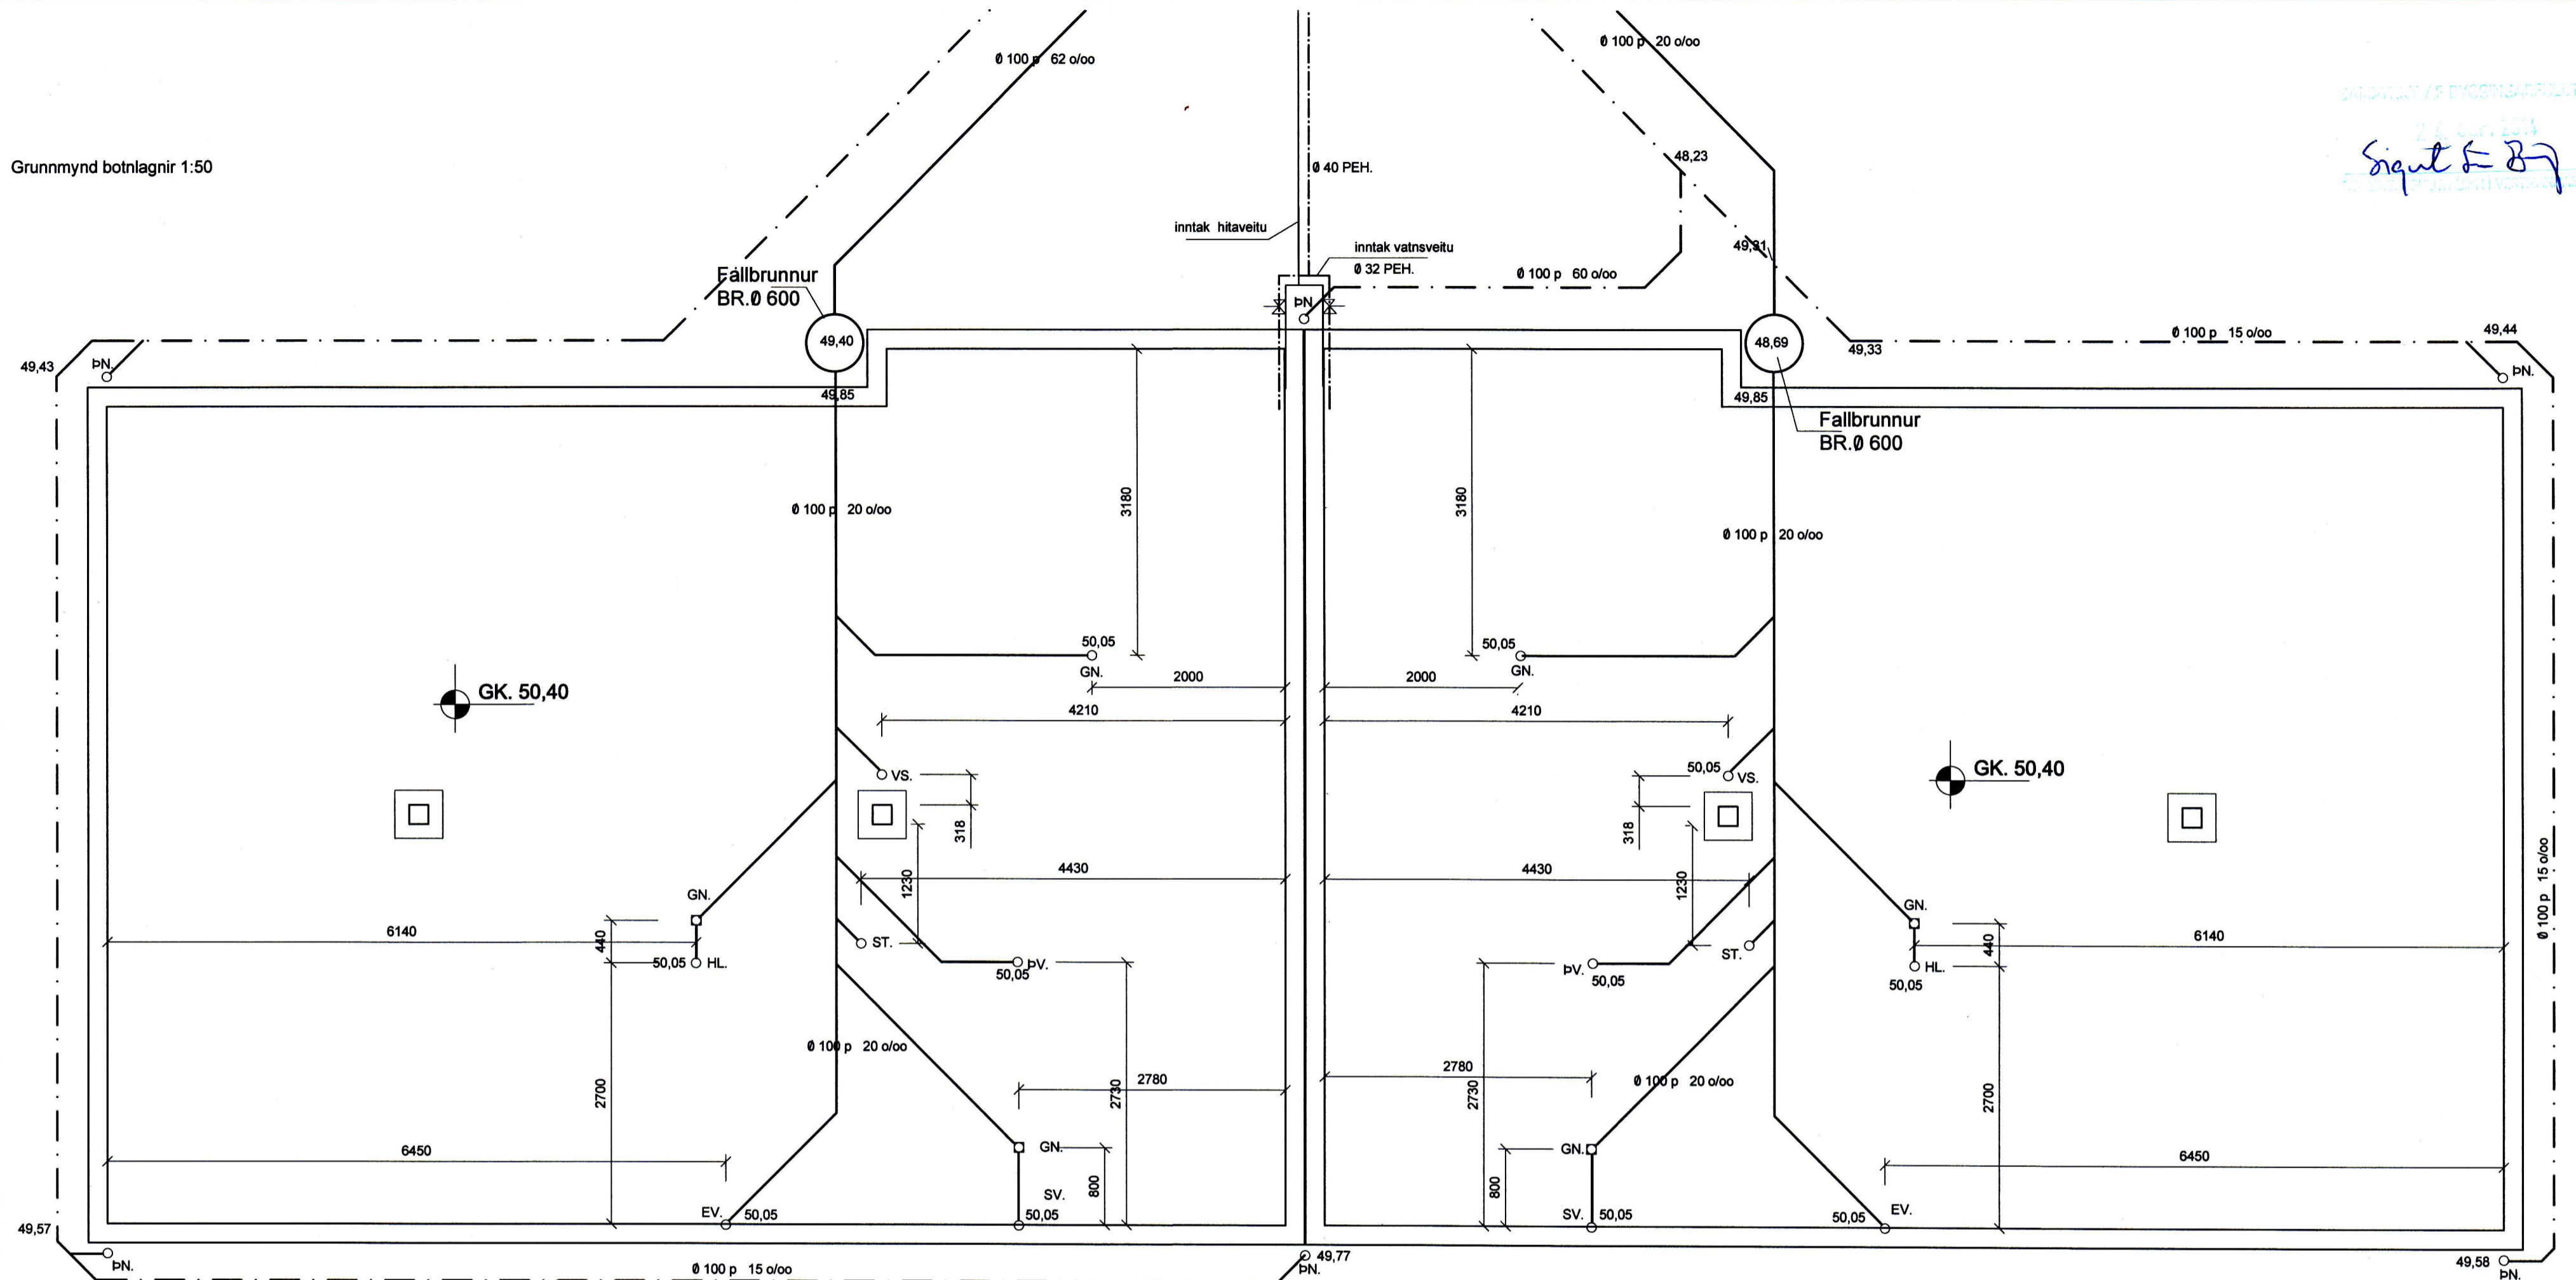 Ø 100 p 62 o/oo
Ø 100 p 20 o/oo
Grunnmynd botnlagnir 1:50
Ø 40 PEH.
48,23
inntak hitaveitu
inntak vatnsveitu
Ø 32 PEH.
Ø 100 p 60 o/oo
49,31
Fallbrunnur
BR.Ø 600
ÞN.
49,40
48,69
49,33
Ø 100 p 15 o/oo
49,44
49,43
ÞN.
ÞN.
49,85
49,85
Fallbrunnur
BR.Ø 600
3180
3180
Ø 100 p 20 o/oo
Ø 100 p 20 o/oo
50,05
GN.
50,05
GN.
2000
2000
GK. 50,40
4210
4210
VS.
50,05
VS.
GK. 50,40
318
318
4430
4430
1230
1230
GN.
GN.
6140
440
50,05
HL.
ST.
ÞV.
50,05
ST.
ÞV.
50,05
440
6140
HL.
50,05
Ø 100 p 15 o/oo
Ø 100 p 20 o/oo
2700
2780
2730
2780
2730
Ø 100 p 20 o/oo
2700
6450
GN.
800
GN.
800
6450
SV.
EV.
50,05
50,05
SV.
50,05
50,05
EV.
49,57
ÞN.
Ø 100 p 15 o/oo
49,77
ÞN.
49,58
ÞN.